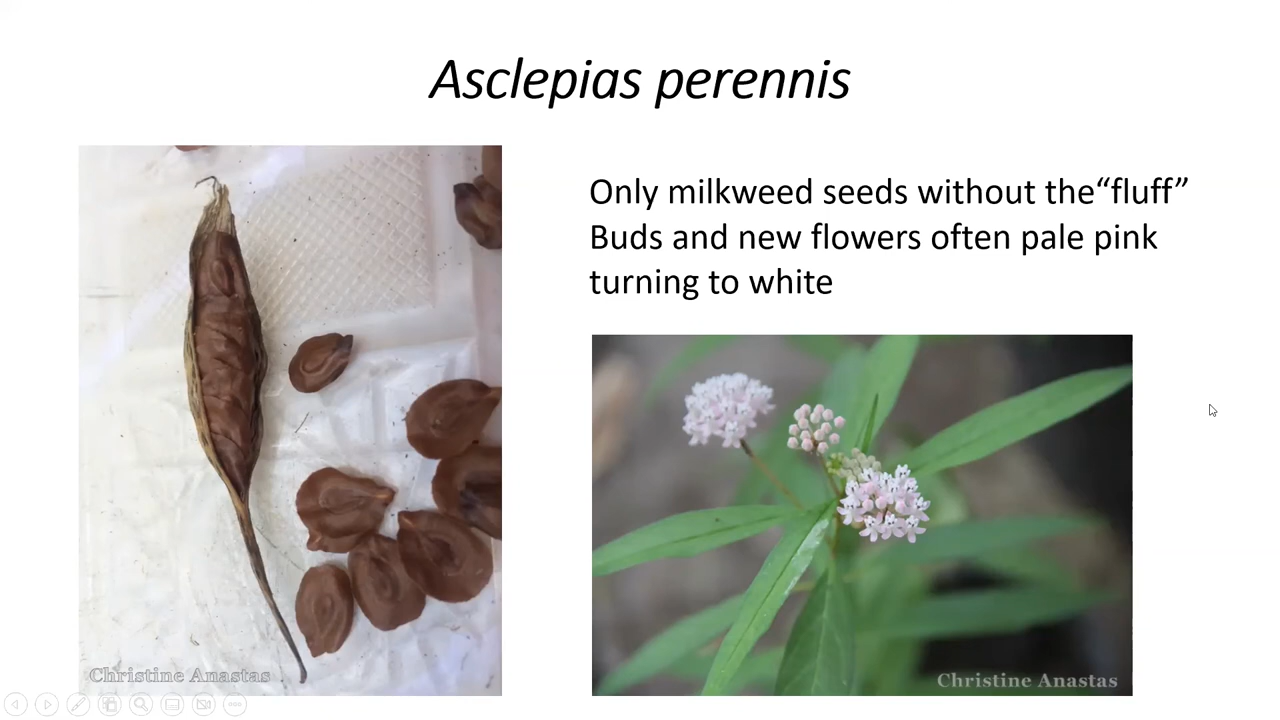 Asclepias perennis
Only milkweed seeds without the“fluff”
Buds and new flowers often pale pink
turning to white
Christine Anastas
Christine Anastas